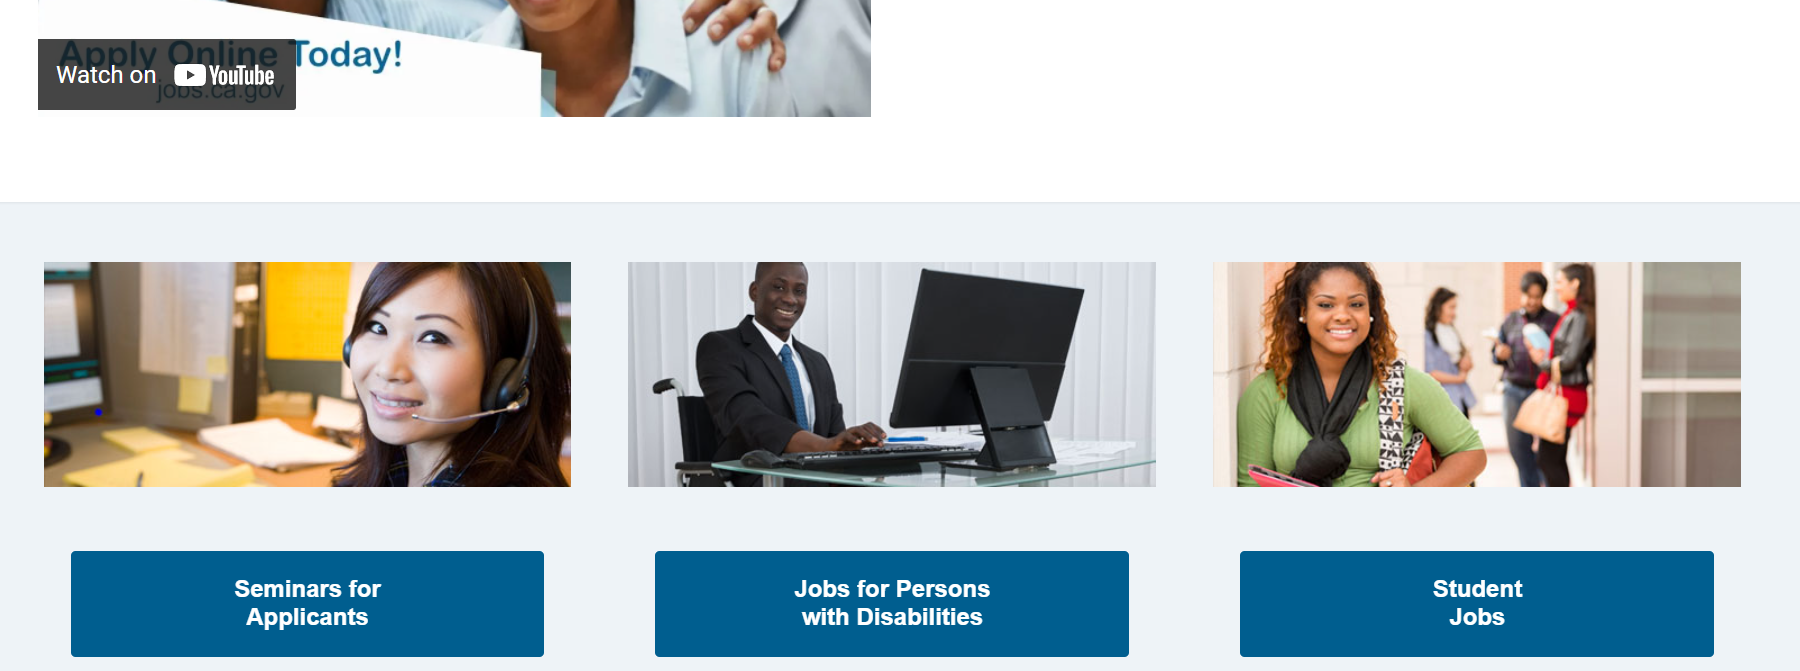 Apply Online Today!
Watch on YouTube
jobs.ca.gov
Seminars for
Applicants
Jobs for Persons
with Disabilities
Student
Jobs